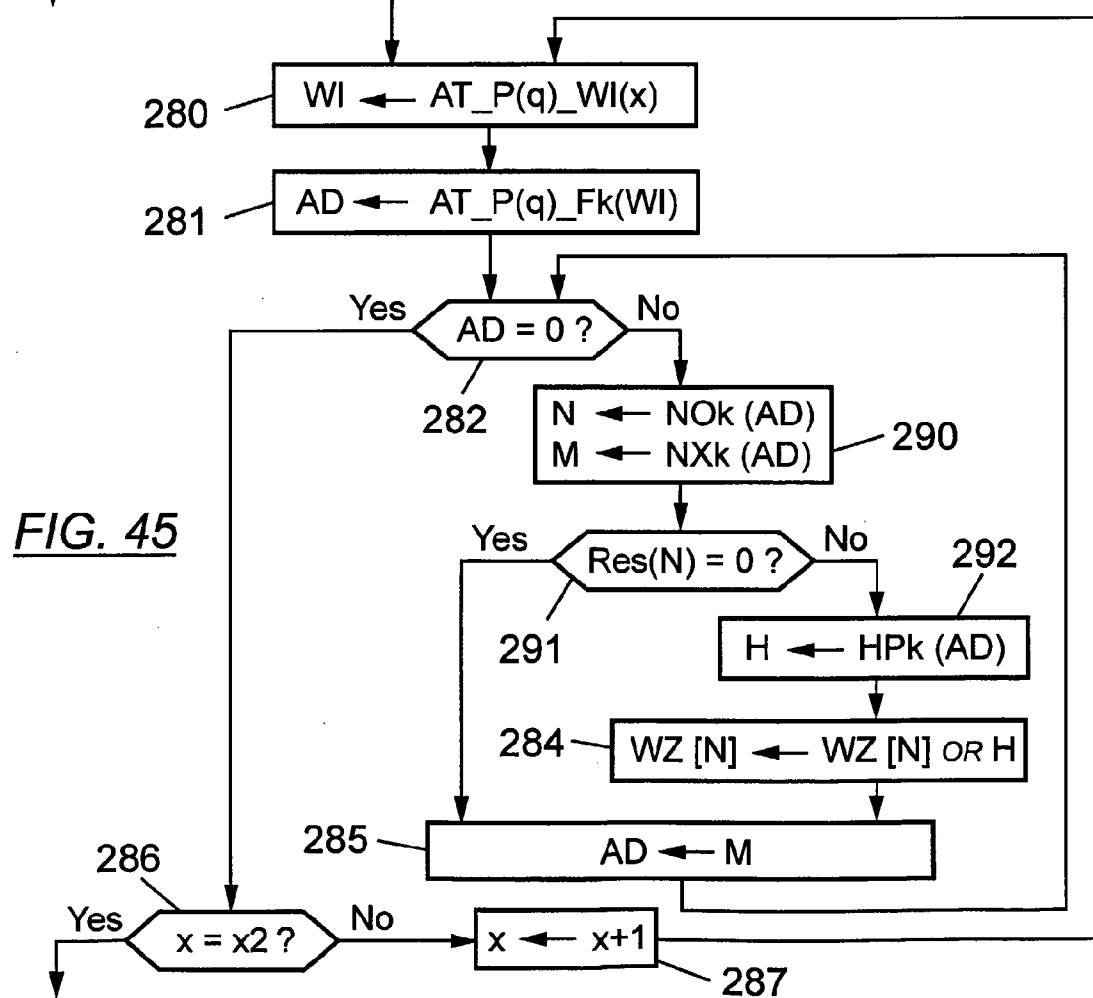 WI ← AT_P(q)_WI(x)
280
AD ← AT_P(q)_Fk(WI)
281
Yes
AD = 0 ?
No
282
N ← NOk (AD)
M ← NXk (AD)
290
FIG. 45
Yes
Res(N) = 0 ?
No
291
292
H ← HPk (AD)
284
WZ [N] ← WZ [N] OR H
285
AD ← M
286
Yes
x = x2 ?
No
x ← x+1
287